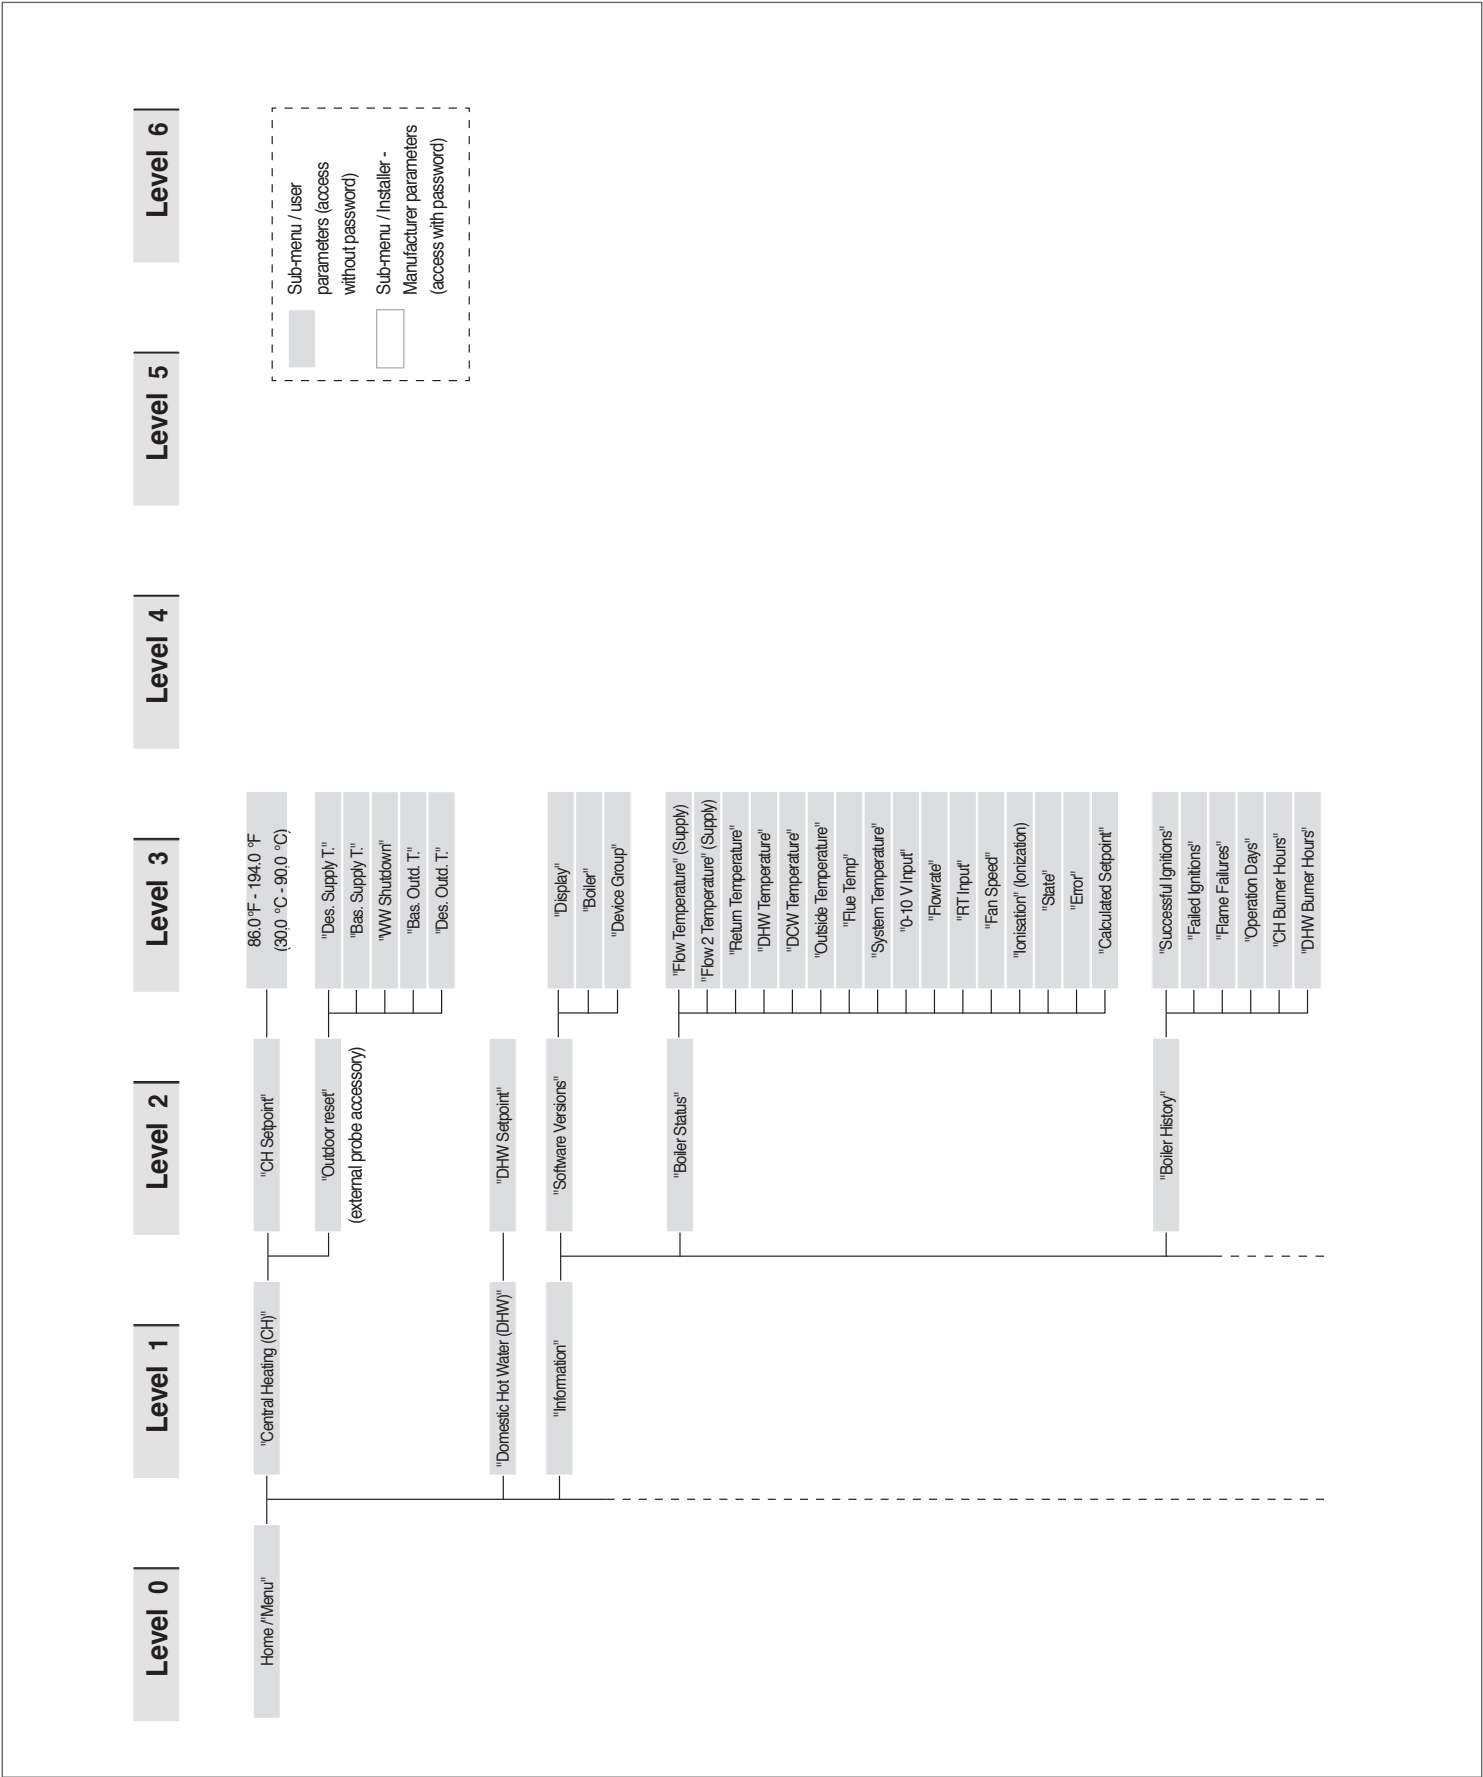 Level 0
Level 1
Level 2
Level 3
Level 4
Level 5
Level 6
Home /"Menu"
"Central Heating (CH)"
"CH Setpoint"
86.0°F - 194.0 °F
(30.0 °C - 90.0 °C)
"Outdoor reset"
(external probe accessory)
"Des. Supply T."
"Bas. Supply T."
"WW Shutdown"
"Bas. Outd. T."
"Des. Outd. T."
"Domestic Hot Water (DHW)"
"DHW Setpoint"
"Information"
"Software Versions"
"Display"
"Boiler"
"Device Group"
"Boiler Status"
"Flow Temperature" (Supply)
"Flow 2 Temperature" (Supply)
"Return Temperature"
"DHW Temperature"
"DCW Temperature"
"Outside Temperature"
"Flue Temp"
"System Temperature"
"0-10 V Input"
"Flowrate"
"RT Input"
"Fan Speed"
"Ionisation" (Ionization)
"State"
"Error"
"Calculated Setpoint"
"Boiler History"
"Successful Ignitions"
"Failed Ignitions"
"Flame Failures"
"Operation Days"
"CH Burner Hours"
"DHW Burner Hours"
Sub-menu / user
parameters (access
without password)
Sub-menu / Installer -
Manufacturer parameters
(access with password)